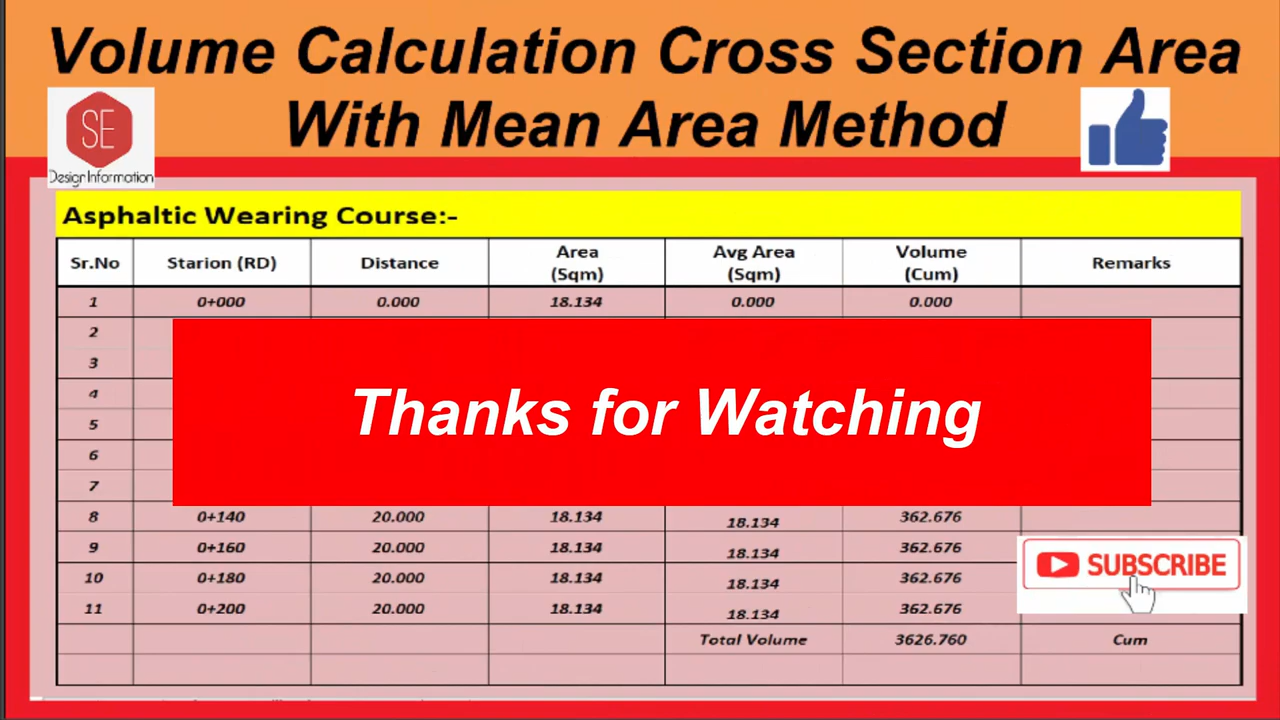 Volume Calculation Cross Section Area
With Mean Area Method
SE
Design Information
Asphaltic Wearing Course:-
Sr.No Starion (RD) Distance Area (Sqm) Avg Area (Sqm) Volume (Cum) Remarks
1 0+000 0.000 18.134 0.000 0.000
2
3
4
5
6
7
Thanks for Watching
8 0+140 20.000 18.134 18.134 362.676
9 0+160 20.000 18.134 18.134 362.676
10 0+180 20.000 18.134 18.134 362.676
11 0+200 20.000 18.134 18.134 362.676
SUBSCRIBE
Total Volume 3626.760 Cum